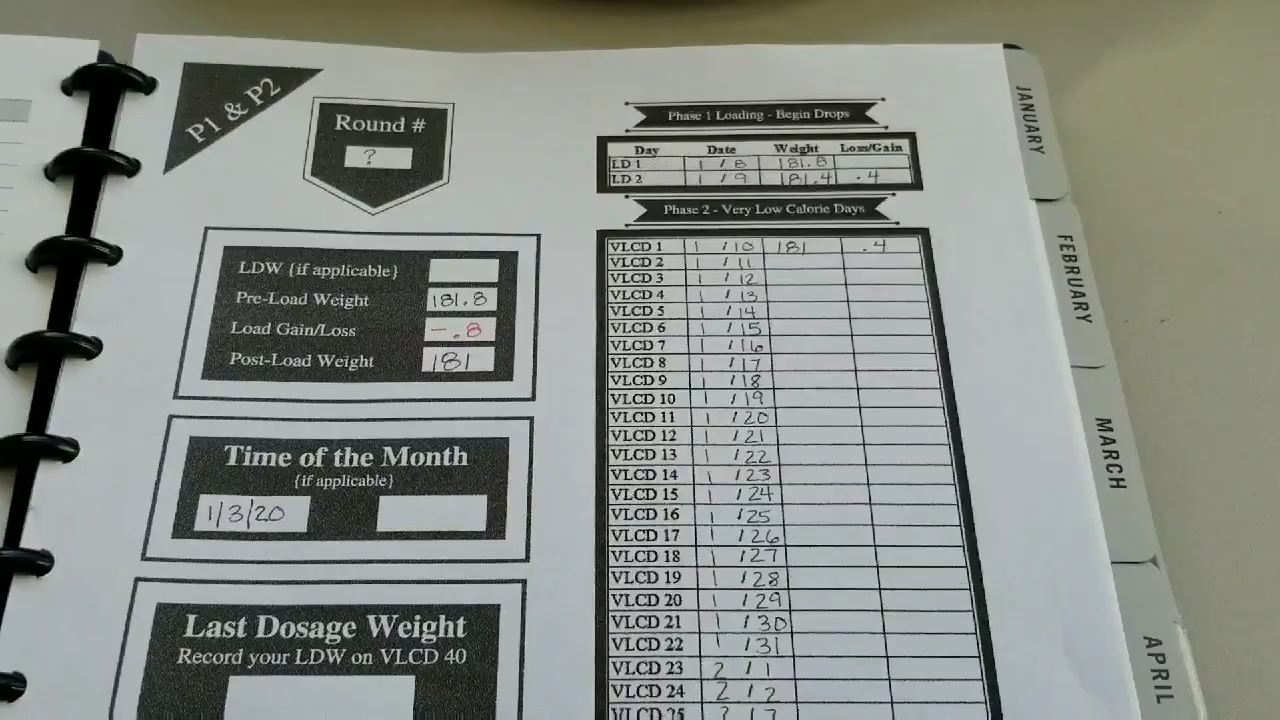 P1 & P2
Round #
?
LDW {if applicable}
Pre-Load Weight 181.8
Load Gain/Loss -.8
Post-Load Weight 181
Time of the Month
{if applicable}
1/3/20
Last Dosage Weight
Record your LDW on VLCD 40
Phase 1 Loading - Begin Drops
Day Date Weight Loss/Gain
LD 1 1 / 8 181.8
LD 2 1 / 9 181.4 .4
Phase 2 - Very Low Calorie Days
VLCD 1 1 / 10 181 .4
VLCD 2 1 / 11
VLCD 3 1 / 12
VLCD 4 1 / 13
VLCD 5 1 / 14
VLCD 6 1 / 15
VLCD 7 1 / 16
VLCD 8 1 / 17
VLCD 9 1 / 18
VLCD 10 1 / 19
VLCD 11 1 / 20
VLCD 12 1 / 21
VLCD 13 1 / 22
VLCD 14 1 / 23
VLCD 15 1 / 24
VLCD 16 1 / 25
VLCD 17 1 / 26
VLCD 18 1 / 27
VLCD 19 1 / 28
VLCD 20 1 / 29
VLCD 21 1 / 30
VLCD 22 1 / 31
VLCD 23 2 / 1
VLCD 24 2 / 2
VLCD 25
JANUARY
FEBRUARY
MARCH
APRIL